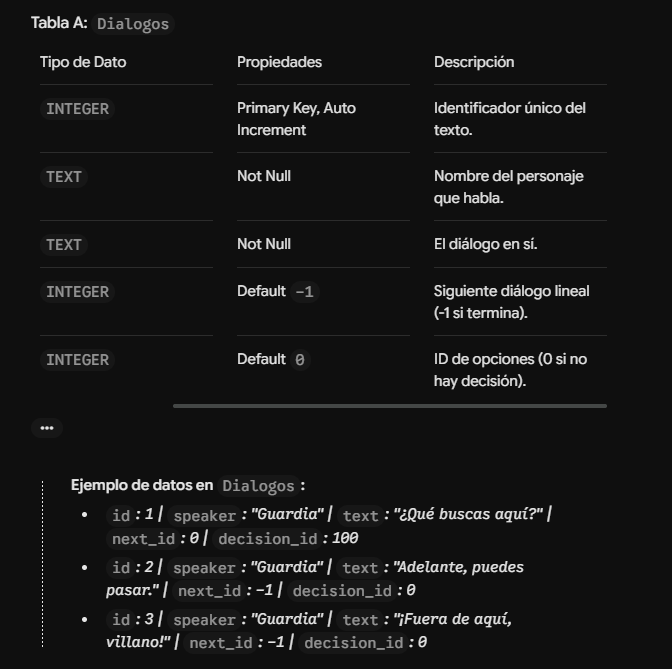 Tabla A: Dialogos
Tipo de Dato Propiedades Descripción
INTEGER Primary Key, Auto Increment Identificador único del texto.
TEXT Not Null Nombre del personaje que habla.
TEXT Not Null El diálogo en sí.
INTEGER Default -1 Siguiente diálogo lineal (-1 si termina).
INTEGER Default 0 ID de opciones (0 si no hay decisión).
Ejemplo de datos en Dialogos:
• id: 1 | speaker: "Guardia" | text: "¿Qué buscas aquí?" |
next_id: 0 | decision_id: 100
• id: 2 | speaker: "Guardia" | text: "Adelante, puedes
pasar." | next_id: -1 | decision_id: 0
• id: 3 | speaker: "Guardia" | text: "¡Fuera de aquí,
villano!" | next_id: -1 | decision_id: 0